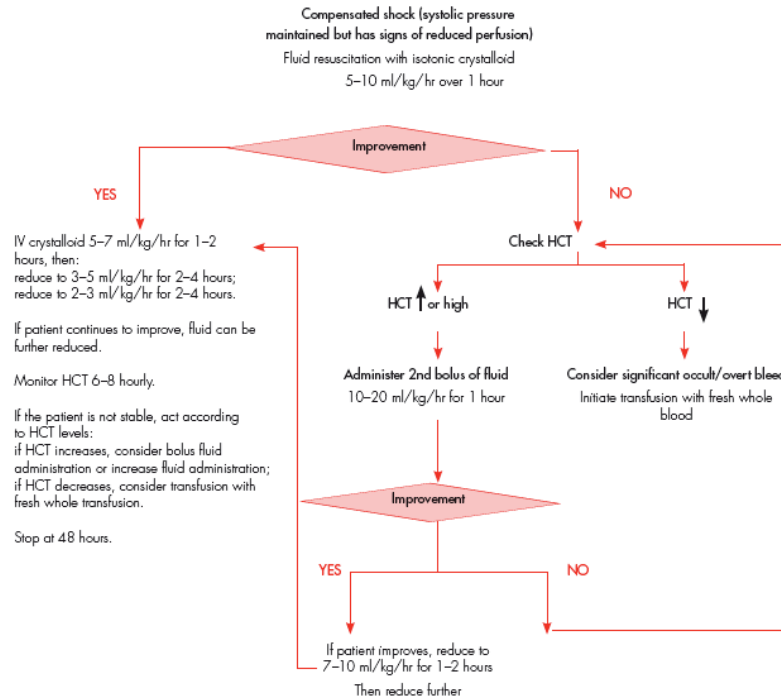 Compensated shock (systolic pressure
maintained but has signs of reduced perfusion)
Fluid resuscitation with isotonic crystalloid
5–10 ml/kg/hr over 1 hour
Improvement
YES
NO
IV crystalloid 5–7 ml/kg/hr for 1–2
hours, then:
reduce to 3–5 ml/kg/hr for 2–4 hours;
reduce to 2–3 ml/kg/hr for 2–4 hours.
If patient continues to improve, fluid can be
further reduced.
Monitor HCT 6–8 hourly.
If the patient is not stable, act according
to HCT levels:
if HCT increases, consider bolus fluid
administration or increase fluid administration;
if HCT decreases, consider transfusion with
fresh whole transfusion.
Stop at 48 hours.
Check HCT
HCT ↑ or high
HCT ↓
Administer 2nd bolus of fluid
10–20 ml/kg/hr for 1 hour
Consider significant occult/overt bleed
Initiate transfusion with fresh whole
blood
Improvement
YES
NO
If patient improves, reduce to
7–10 ml/kg/hr for 1–2 hours
Then reduce further